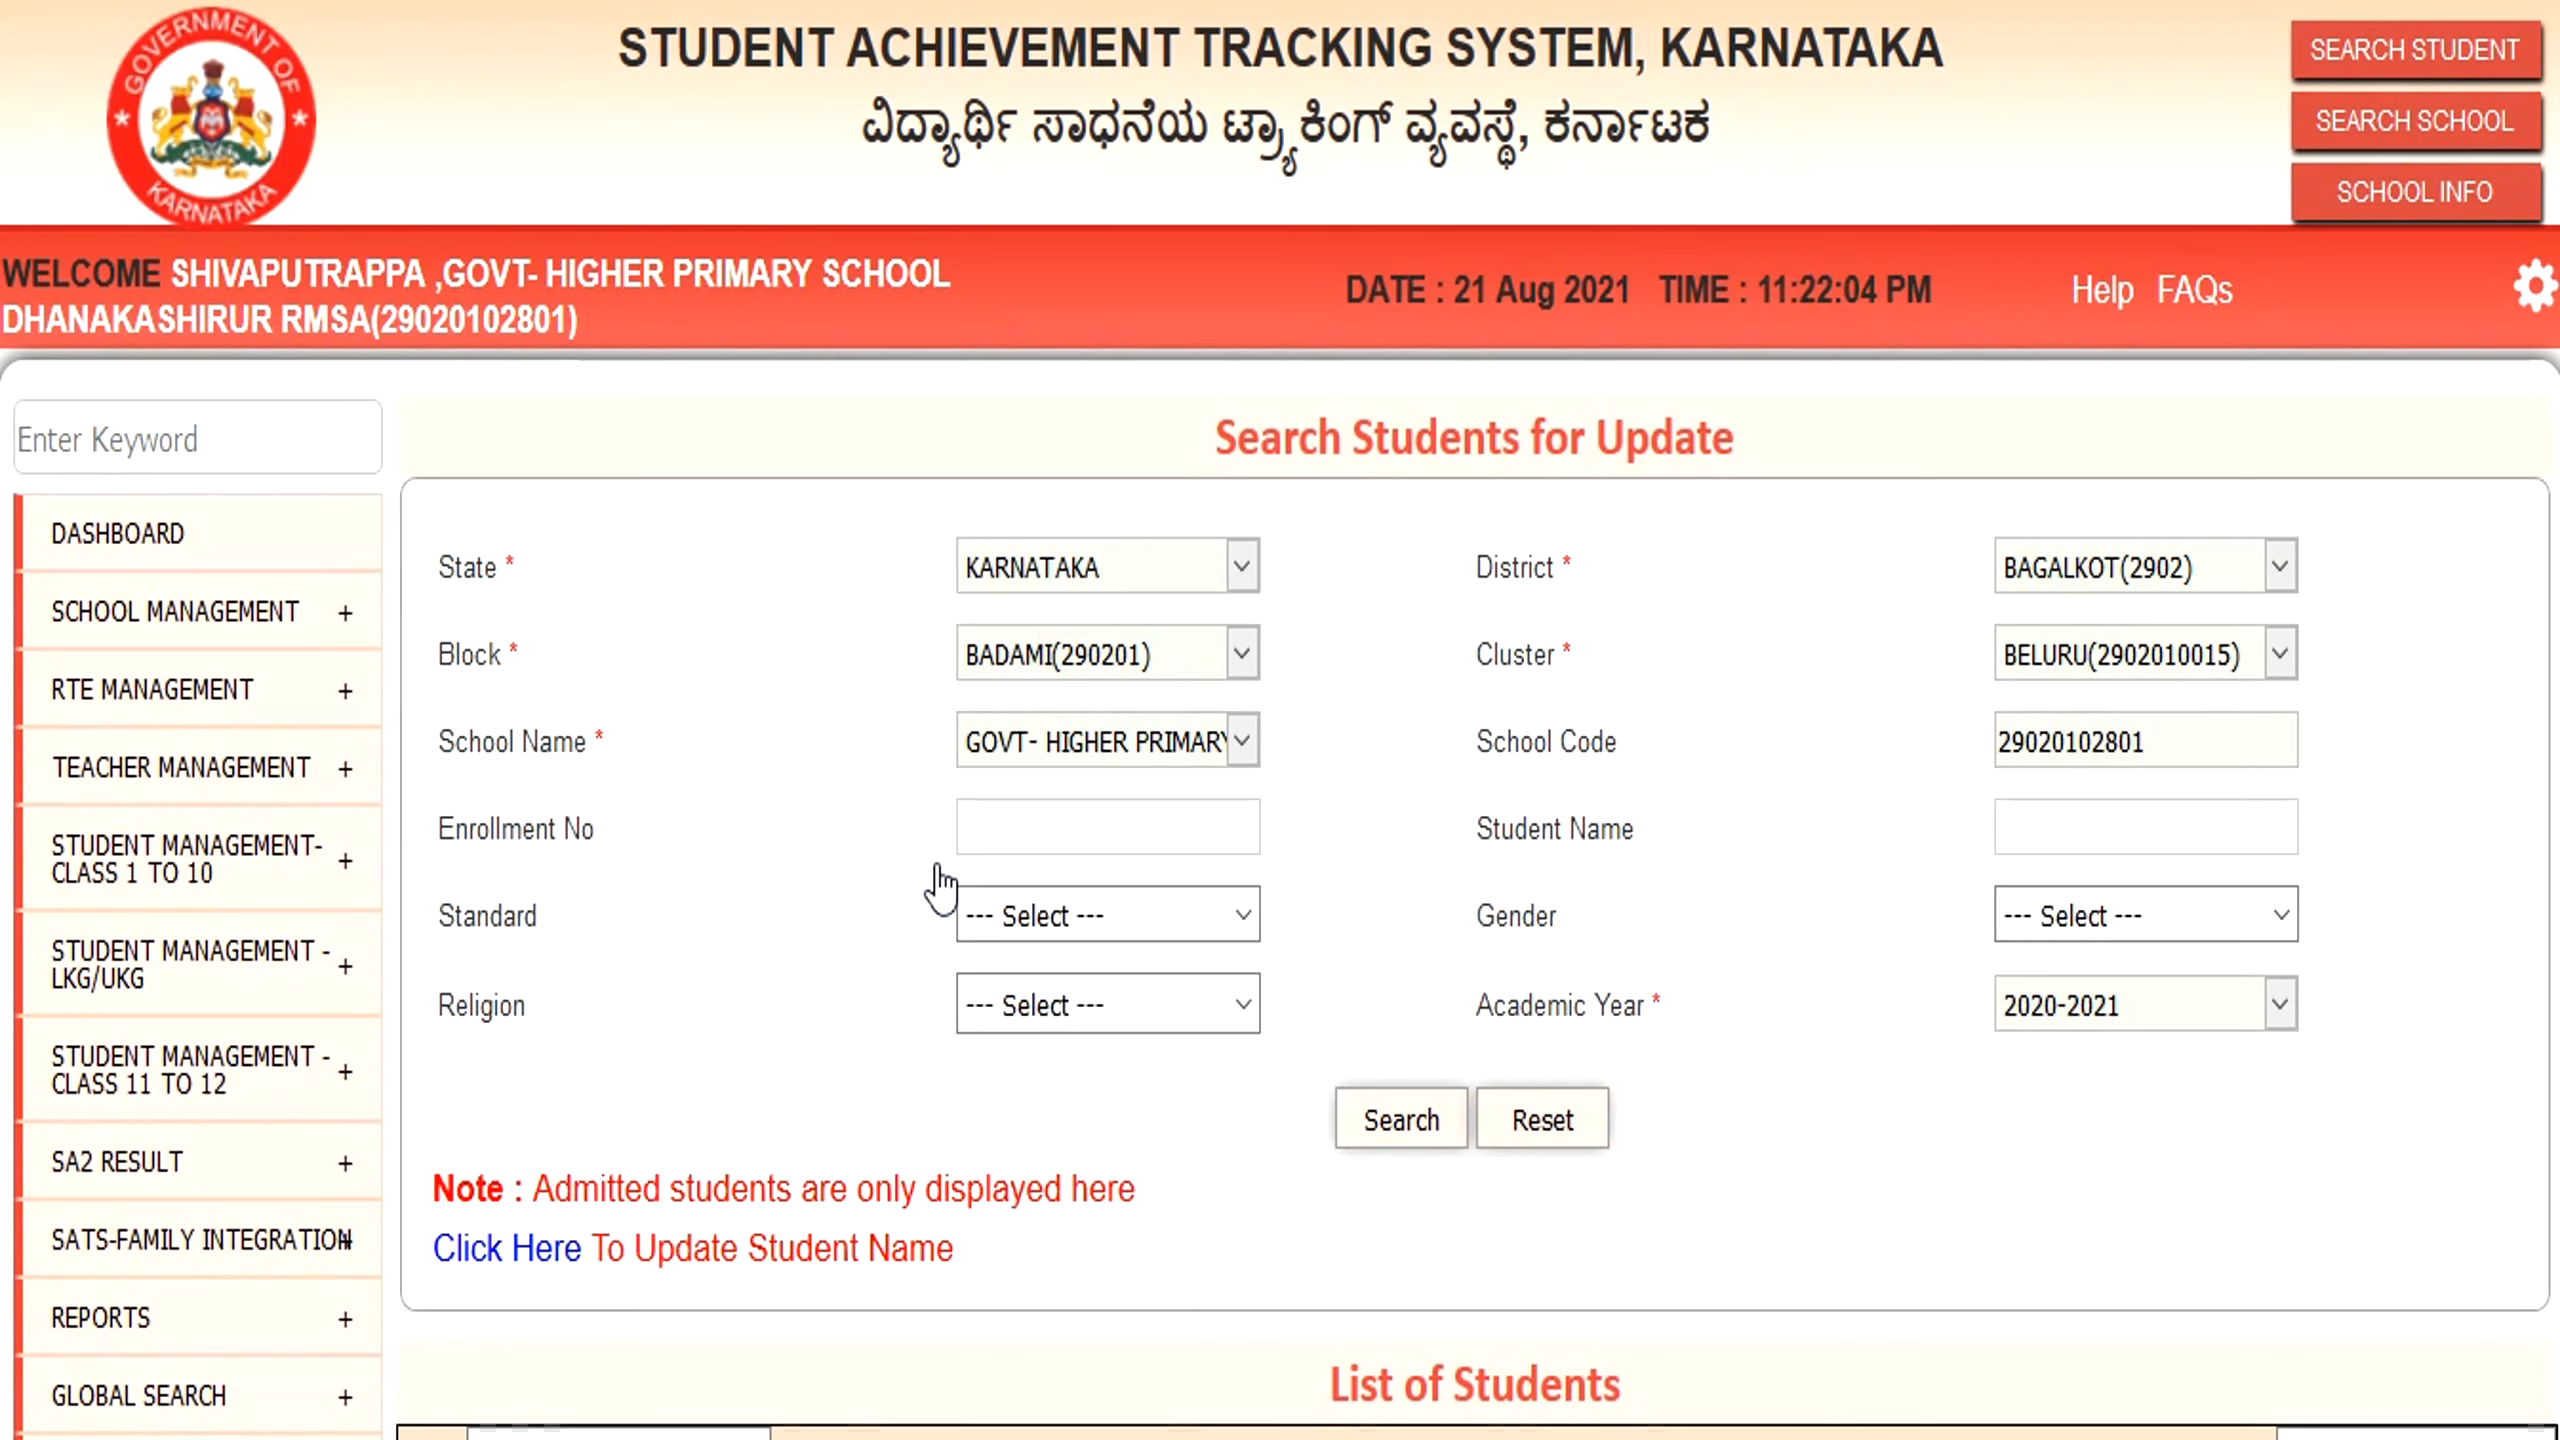 GOVERNMENT OF
KARNATAKA
STUDENT ACHIEVEMENT TRACKING SYSTEM, KARNATAKA
ವಿದ್ಯಾರ್ಥಿ ಸಾಧನೆಯ ಟ್ರ್ಯಾಕಿಂಗ್ ವ್ಯವಸ್ಥೆ, ಕರ್ನಾಟಕ
SEARCH STUDENT
SEARCH SCHOOL
SCHOOL INFO
WELCOME SHIVAPUTRAPPA ,GOVT- HIGHER PRIMARY SCHOOL
DHANAKASHIRUR RMSA(29020102801)
DATE : 21 Aug 2021 TIME : 11:22:04 PM
Help FAQs
Enter Keyword
DASHBOARD
SCHOOL MANAGEMENT +
RTE MANAGEMENT +
TEACHER MANAGEMENT +
STUDENT MANAGEMENT-
CLASS 1 TO 10 +
STUDENT MANAGEMENT -
LKG/UKG +
STUDENT MANAGEMENT -
CLASS 11 TO 12 +
SA2 RESULT +
SATS-FAMILY INTEGRATION +
REPORTS +
GLOBAL SEARCH +
Search Students for Update
State * KARNATAKA District * BAGALKOT(2902)
Block * BADAMI(290201) Cluster * BELURU(2902010015)
School Name * GOVT- HIGHER PRIMARY School Code 29020102801
Enrollment No Student Name
Standard --- Select --- Gender --- Select ---
Religion --- Select --- Academic Year * 2020-2021
Search Reset
Note : Admitted students are only displayed here
Click Here To Update Student Name
List of Students